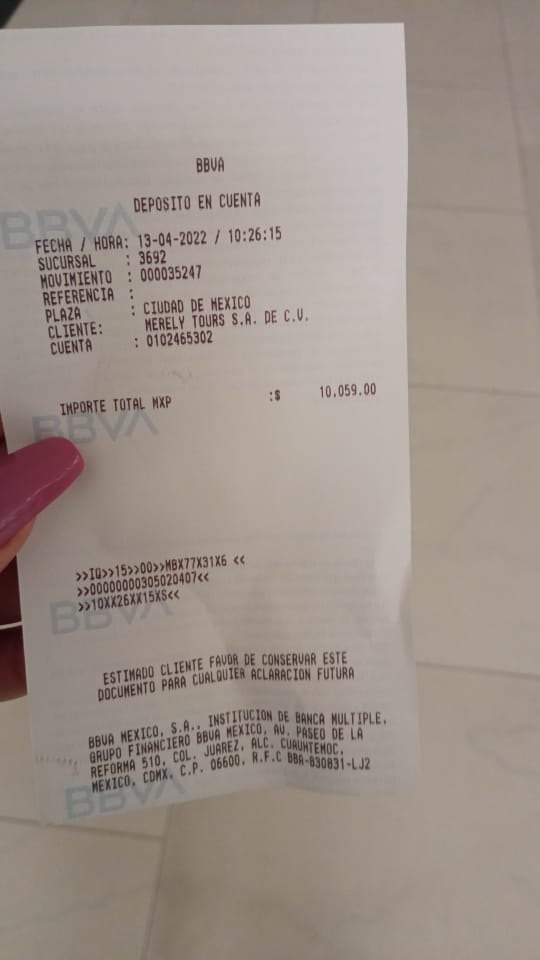 BBVA
DEPOSITO EN CUENTA
BBVA
FECHA / HORA: 13-04-2022 / 10:26:15
SUCURSAL : 3692
MOVIMIENTO : 000035247
REFERENCIA :
PLAZA : CIUDAD DE MEXICO
CLIENTE: MERELY TOURS S.A. DE C.V.
CUENTA : 0102465302
IMPORTE TOTAL MXP :$ 10,059.00
BBVA
>>IQ>>15>>00>>MBX77X31X6 <<
>>00000000305020407<<
>>10XX26XX15XS<<
BBVA
ESTIMADO CLIENTE FAVOR DE CONSERVAR ESTE
DOCUMENTO PARA CUALQUIER ACLARACION FUTURA
BBVA MEXICO, S.A., INSTITUCION DE BANCA MULTIPLE,
GRUPO FINANCIERO BBVA MEXICO, AV. PASEO DE LA
REFORMA 510, COL. JUAREZ, ALC. CUAUHTEMOC,
MEXICO, CDMX, C.P. 06600, R.F.C BBA-830831-LJ2
BBVA